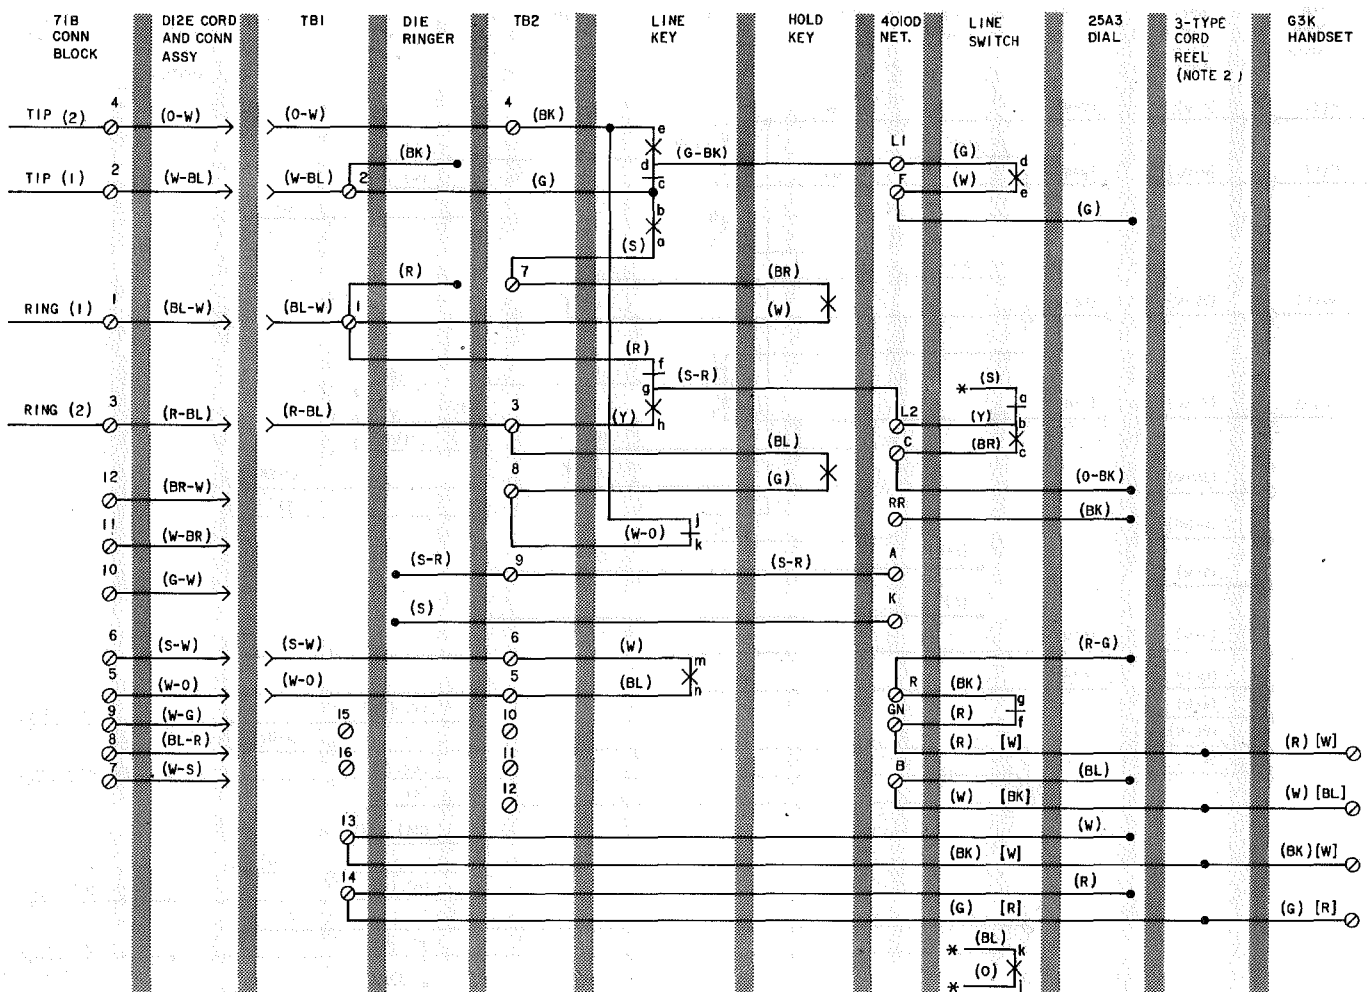 71B CONN BLOCK
D12E CORD AND CONN ASSY
TB1
D1E RINGER
TB2
LINE KEY
HOLD KEY
4010D NET.
LINE SWITCH
25A3 DIAL
3-TYPE CORD REEL (NOTE 2)
G3K HANDSET
TIP (2) 4 (O-W) (O-W) 4 (BK) e
(BK) d (G-BK) L1 (G) d
TIP (1) 2 (W-BL) (W-BL) 2 (G) c F (W) e
b (G)
a
(S)
(R) 7 (BR)
RING (1) 1 (BL-W) (BL-W) 1 (W)
(R) f
g (S-R) * (S) a
RING (2) 3 (R-BL) (R-BL) 3 (Y) h L2 (Y) b
(BL) C (BR) c
8 (G) (O-BK)
12 (BR-W) RR (BK)
j
11 (W-BR) (W-O) k
10 (G-W) (S-R) 9 (S-R) A
(S) K
6 (S-W) (S-W) 6 (W) m (R-G)
5 (W-O) (W-O) 5 (BL) n R (BK) g
9 (W-G) 15 10 GN (R) f
8 (BL-R) 16 11 (R) [W] (R) [W]
7 (W-S) B (BL)
12 (W) [BK] (W) [BL]
13 (W)
(BK) [W] (BK) [W]
14 (R)
(G) [R] (G) [R]
* (BL) k
* (O) j